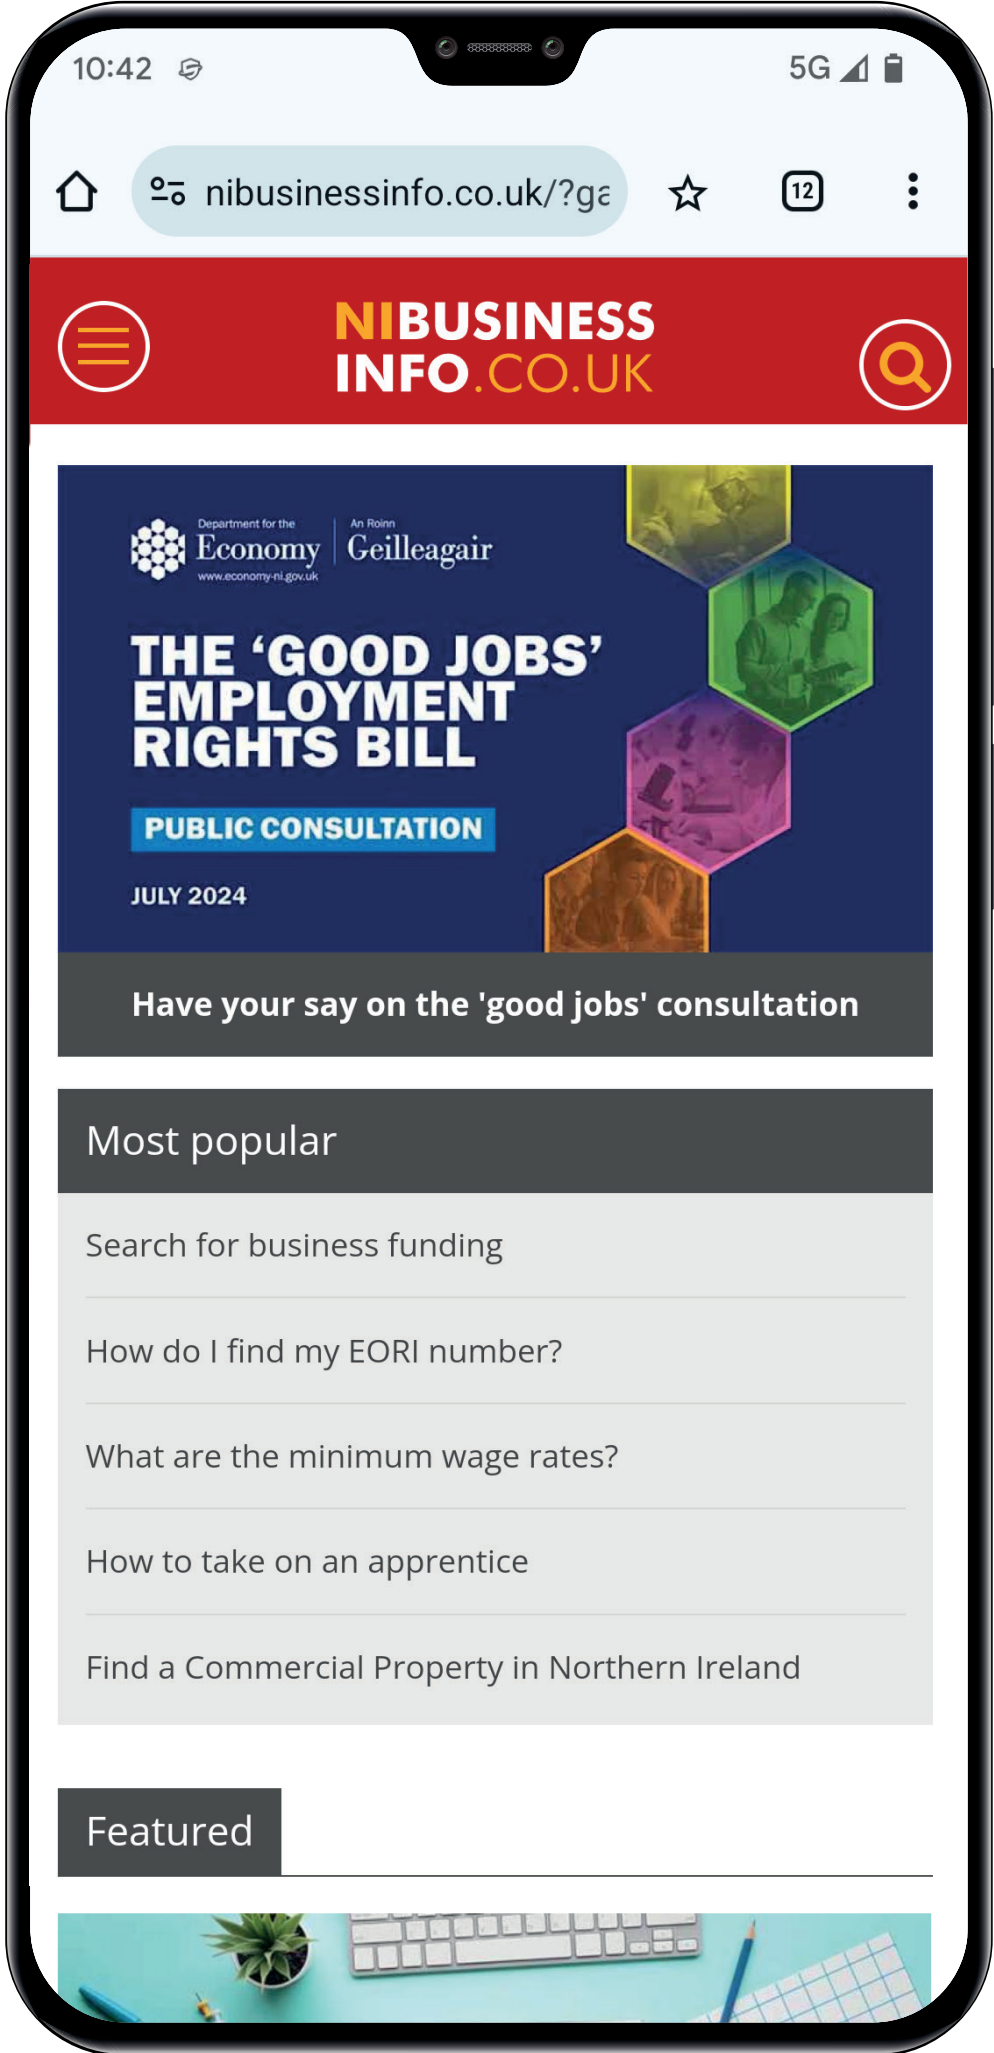 10:42
5G
nibusinessinfo.co.uk/?ga
12
NIBUSINESS
INFO.CO.UK
Department for the
Economy
www.economy-ni.gov.uk
An Roinn
Geilleagair
THE ‘GOOD JOBS’
EMPLOYMENT
RIGHTS BILL
PUBLIC CONSULTATION
JULY 2024
Have your say on the 'good jobs' consultation
Most popular
Search for business funding
How do I find my EORI number?
What are the minimum wage rates?
How to take on an apprentice
Find a Commercial Property in Northern Ireland
Featured